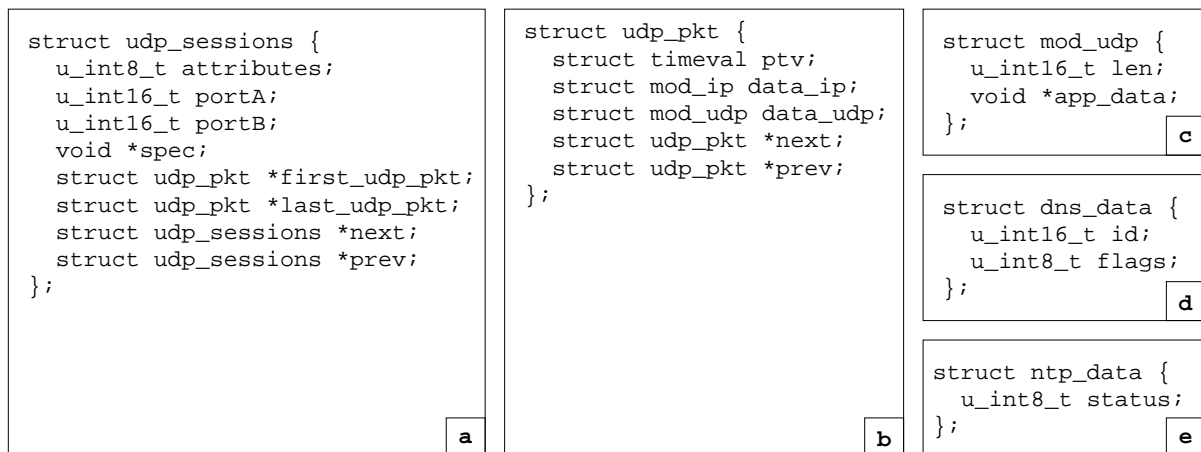 struct udp_sessions {
  u_int8_t attributes;
  u_int16_t portA;
  u_int16_t portB;
  void *spec;
  struct udp_pkt *first_udp_pkt;
  struct udp_pkt *last_udp_pkt;
  struct udp_sessions *next;
  struct udp_sessions *prev;
};
a
struct udp_pkt {
  struct timeval ptv;
  struct mod_ip data_ip;
  struct mod_udp data_udp;
  struct udp_pkt *next;
  struct udp_pkt *prev;
};
b
struct mod_udp {
  u_int16_t len;
  void *app_data;
};
c
struct dns_data {
  u_int16_t id;
  u_int8_t flags;
};
d
struct ntp_data {
  u_int8_t status;
};
e